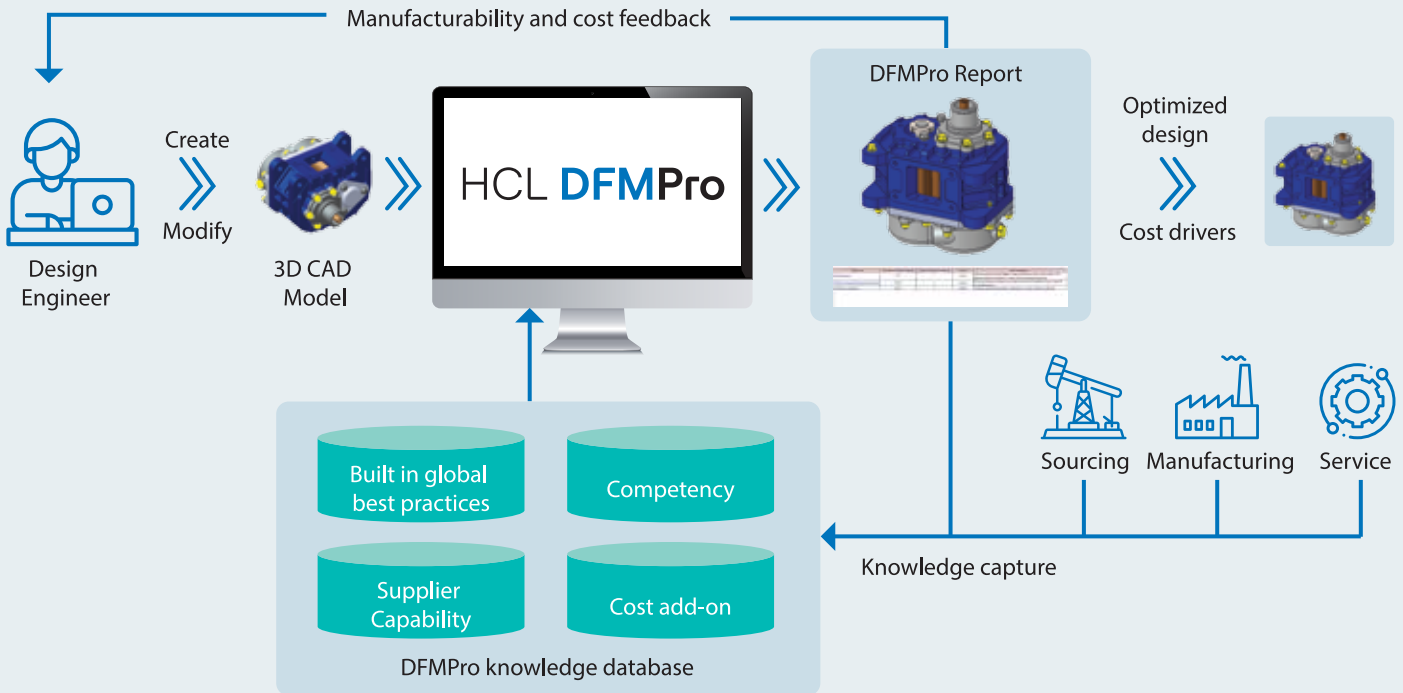 Manufacturability and cost feedback
DFMPro Report
Create
Modify
Optimized
design
Cost drivers
HCL DFMPro
Design
Engineer
3D CAD
Model
Sourcing
Manufacturing
Service
Built in global
best practices
Competency
Supplier
Capability
Cost add-on
Knowledge capture
DFMPro knowledge database